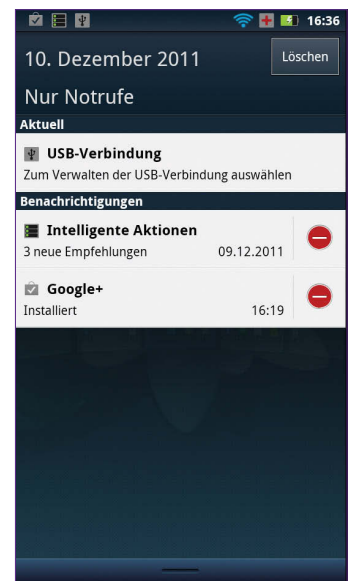 16:36
10. Dezember 2011
Löschen
Nur Notrufe
Aktuell
USB-Verbindung
Zum Verwalten der USB-Verbindung auswählen
Benachrichtigungen
Intelligente Aktionen
3 neue Empfehlungen 09.12.2011
Google+
Installiert 16:19